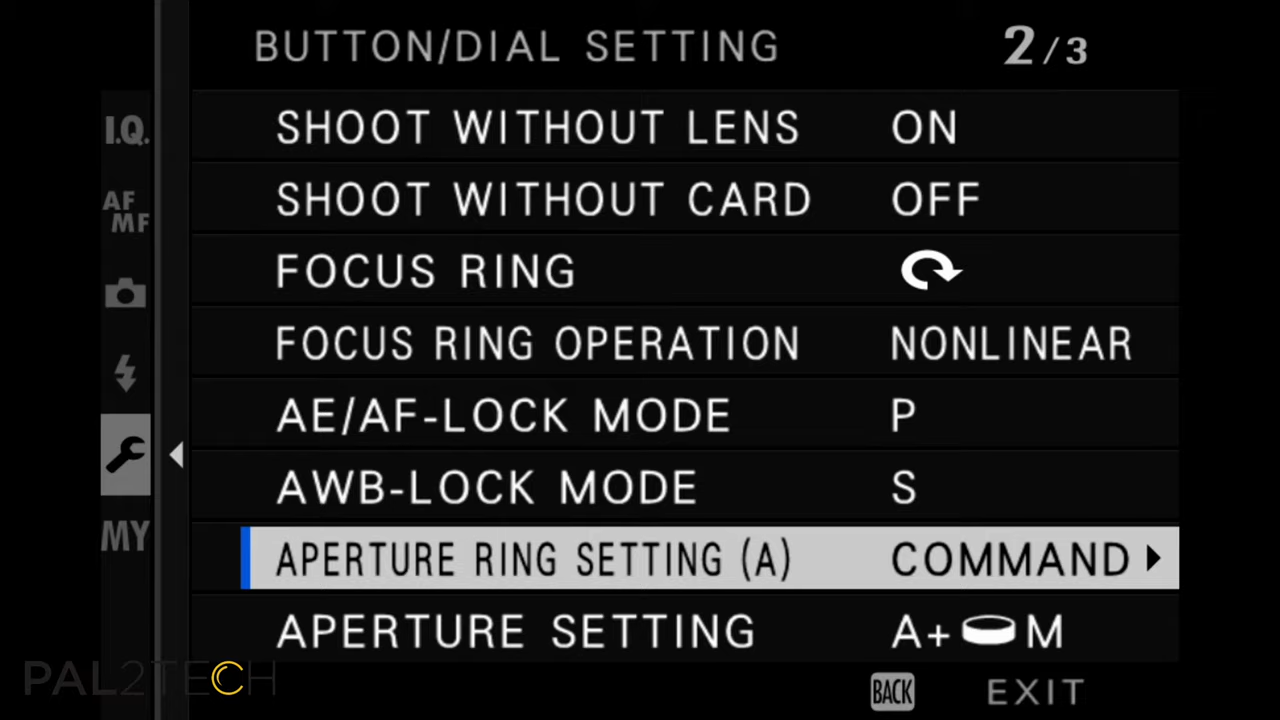 BUTTON/DIAL SETTING 2/3
I.Q.
SHOOT WITHOUT LENS ON
AF
MF
SHOOT WITHOUT CARD OFF
FOCUS RING
FOCUS RING OPERATION NONLINEAR
AE/AF-LOCK MODE P
AWB-LOCK MODE S
MY
APERTURE RING SETTING (A) COMMAND
APERTURE SETTING A+ M
PAL2TECH
BACK EXIT